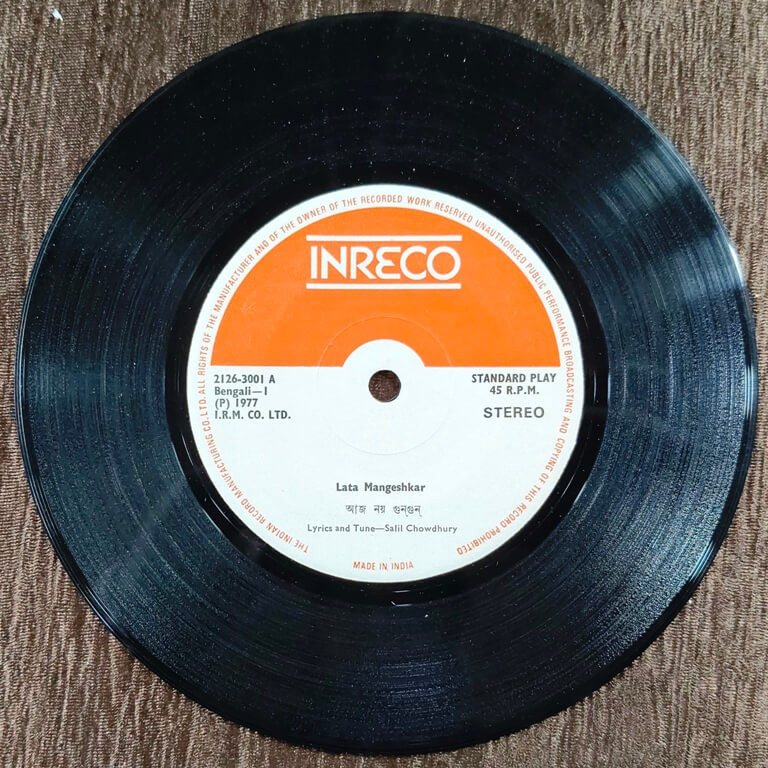 THE INDIAN RECORD MANUFACTURING CO. LTD. ALL RIGHTS OF THE MANUFACTURER AND OF THE OWNER OF THE RECORDED WORK RESERVED UNAUTHORISED PUBLIC PERFORMANCE BROADCASTING AND COPYING OF THIS RECORD PROHIBITED
INRECO
2126-3001 A
Bengali—1
(P) 1977
I.R.M. CO. LTD.
STANDARD PLAY
45 R.P.M.
STEREO
Lata Mangeshkar
আজ নয় গুন্‌গুন্
Lyrics and Tune—Salil Chowdhury
MADE IN INDIA